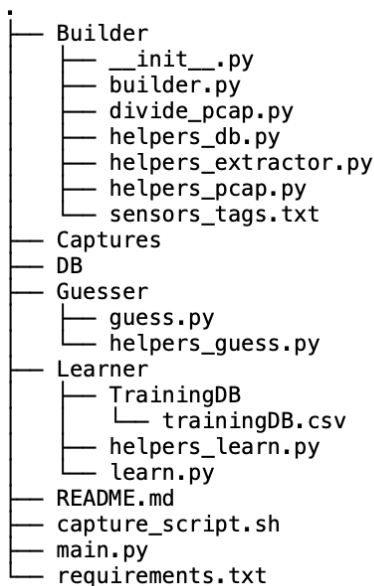 .
├── Builder
│   ├── __init__.py
│   ├── builder.py
│   ├── divide_pcap.py
│   ├── helpers_db.py
│   ├── helpers_extractor.py
│   ├── helpers_pcap.py
│   └── sensors_tags.txt
├── Captures
├── DB
├── Guesser
│   ├── guess.py
│   └── helpers_guess.py
├── Learner
│   ├── TrainingDB
│   │   └── trainingDB.csv
│   ├── helpers_learn.py
│   └── learn.py
├── README.md
├── capture_script.sh
├── main.py
└── requirements.txt